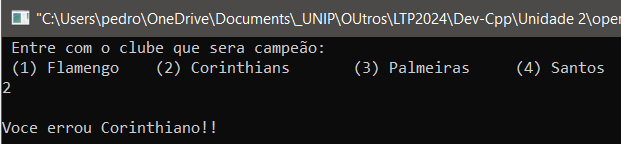 "C:\Users\pedro\OneDrive\Documents\_UNIP\OUtros\LTP2024\Dev-Cpp\Unidade 2\oper
Entre com o clube que sera campeão:
(1) Flamengo (2) Corinthians (3) Palmeiras (4) Santos
2
Voce errou Corinthiano!!